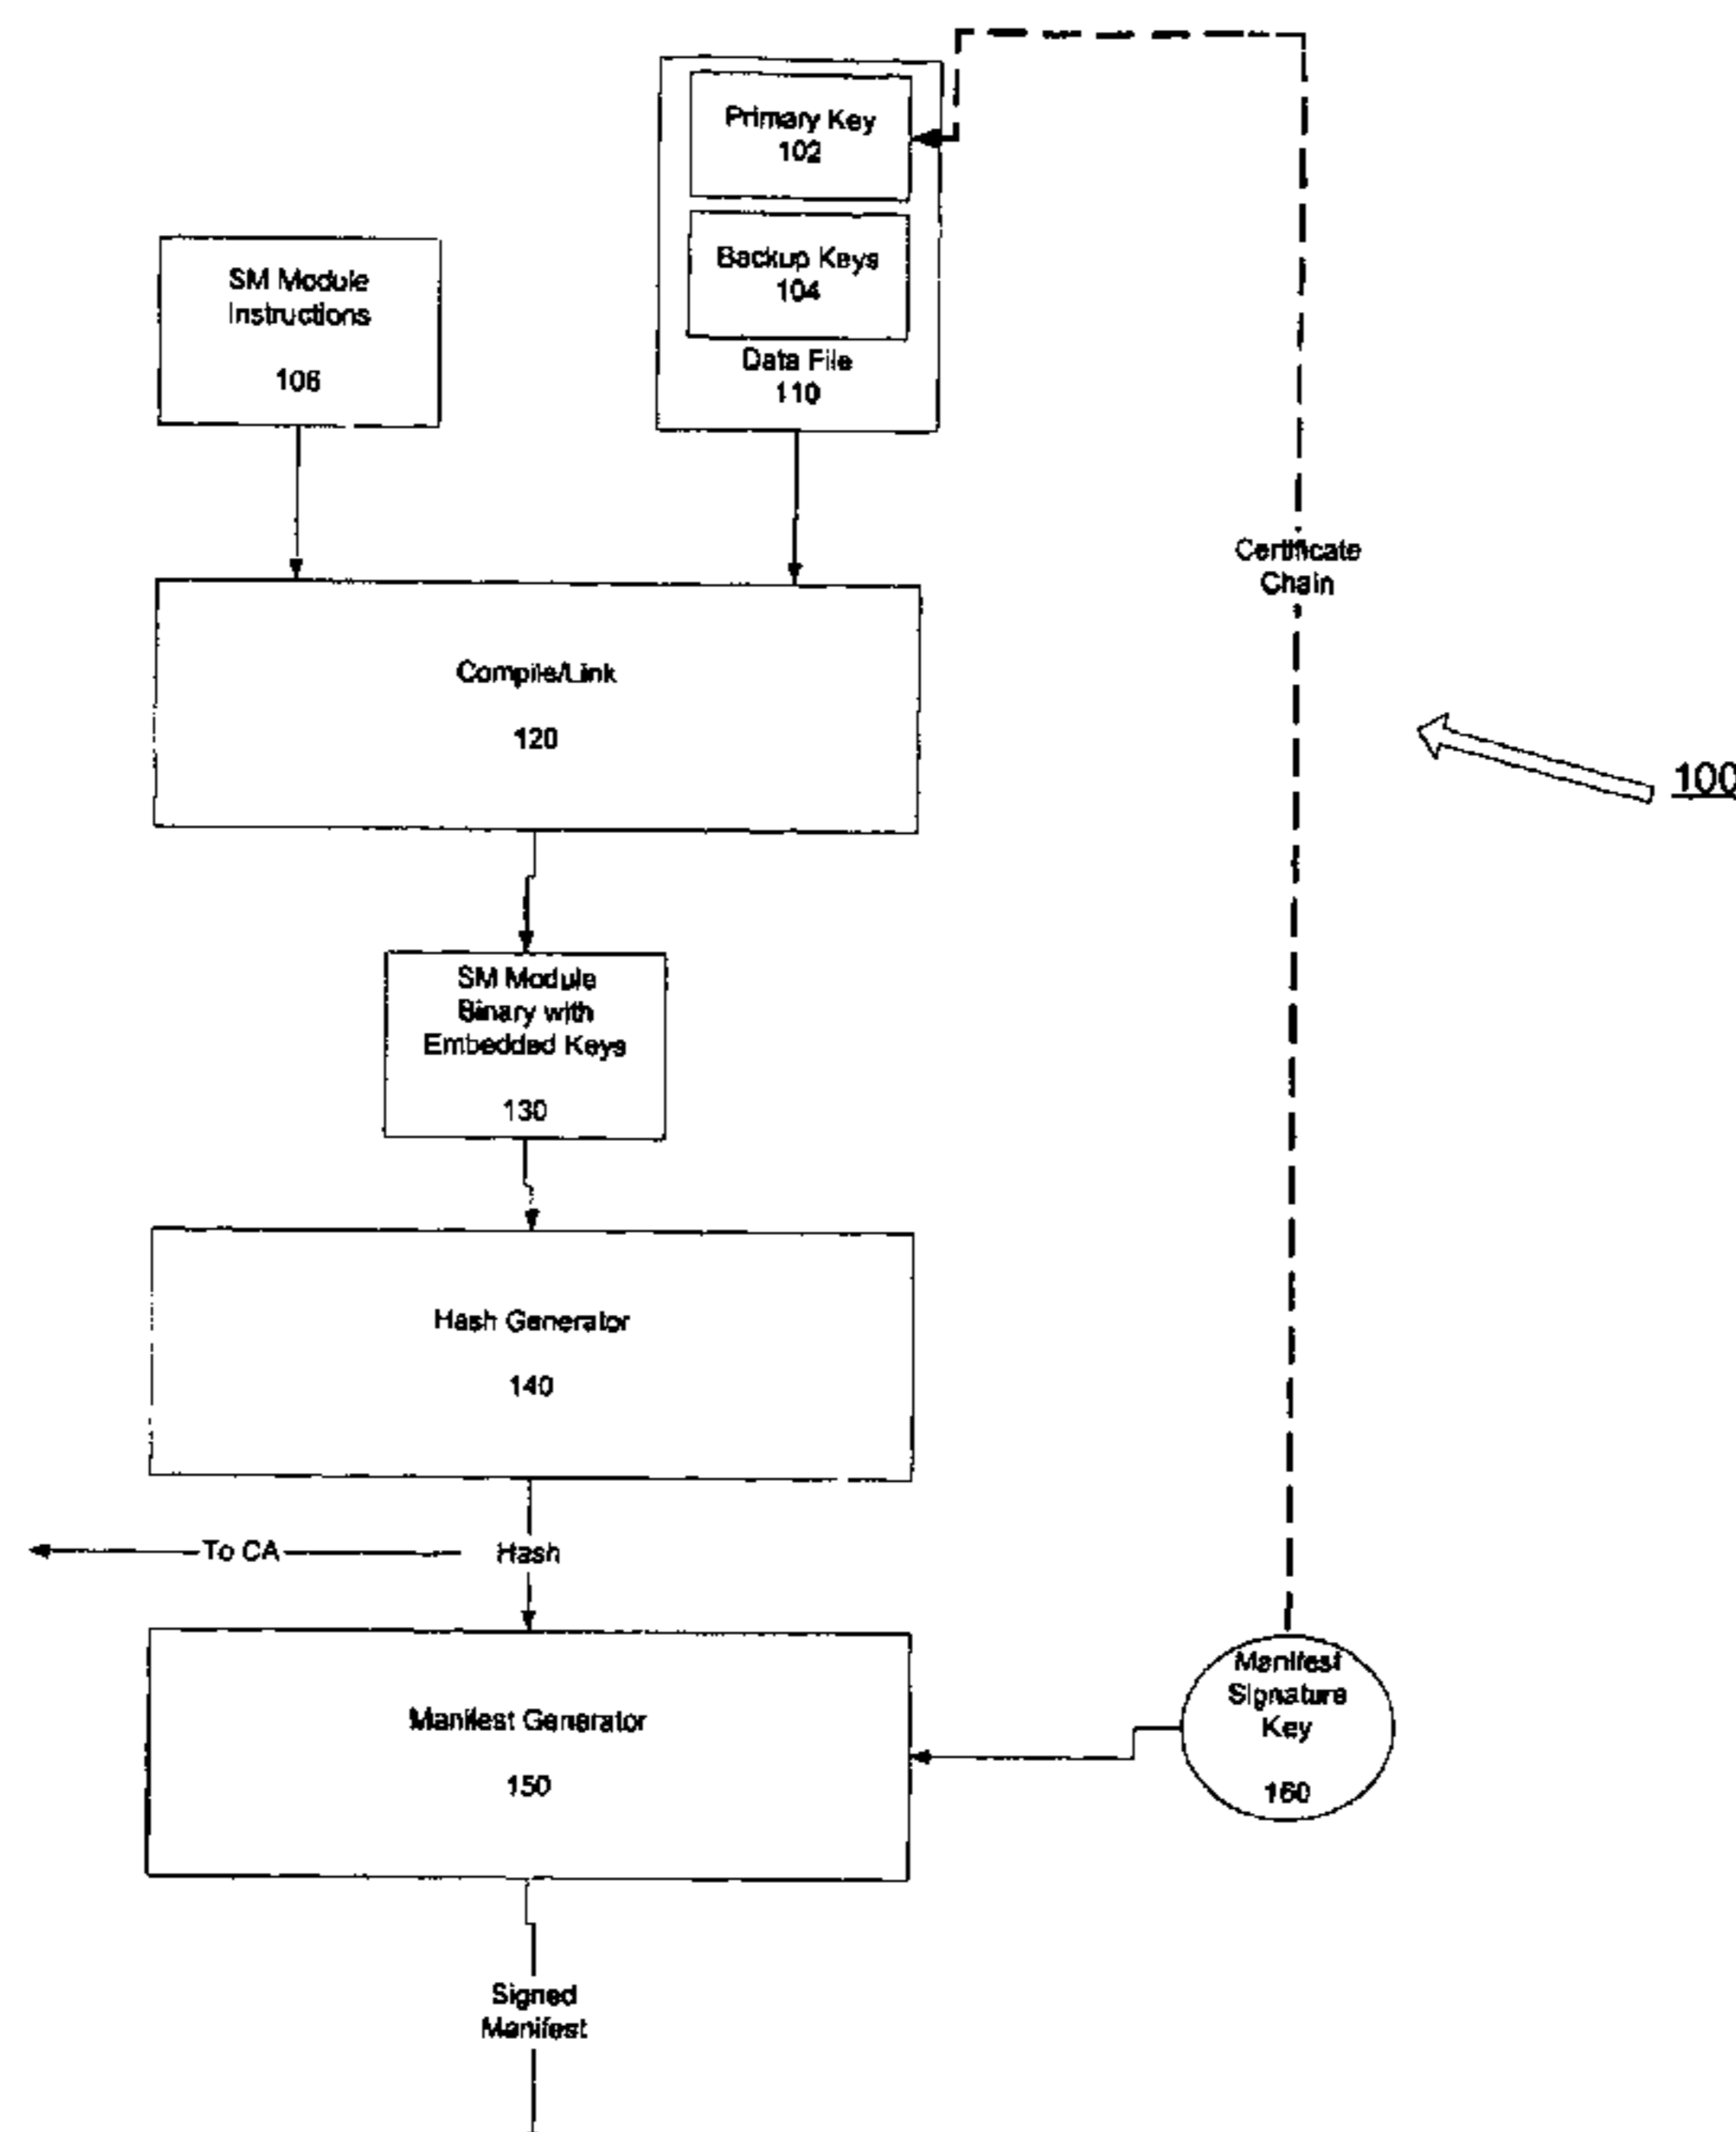 Primary Key
102
Backup Keys
104
Data File
110
SM Module
Instructions
106
Certificate
Chain
Compile/Link
120
100
SM Module
Binary with
Embedded Keys
130
Hash Generator
140
To CA
Hash
Manifest Generator
150
Manifest
Signature
Key
160
Signed
Manifest